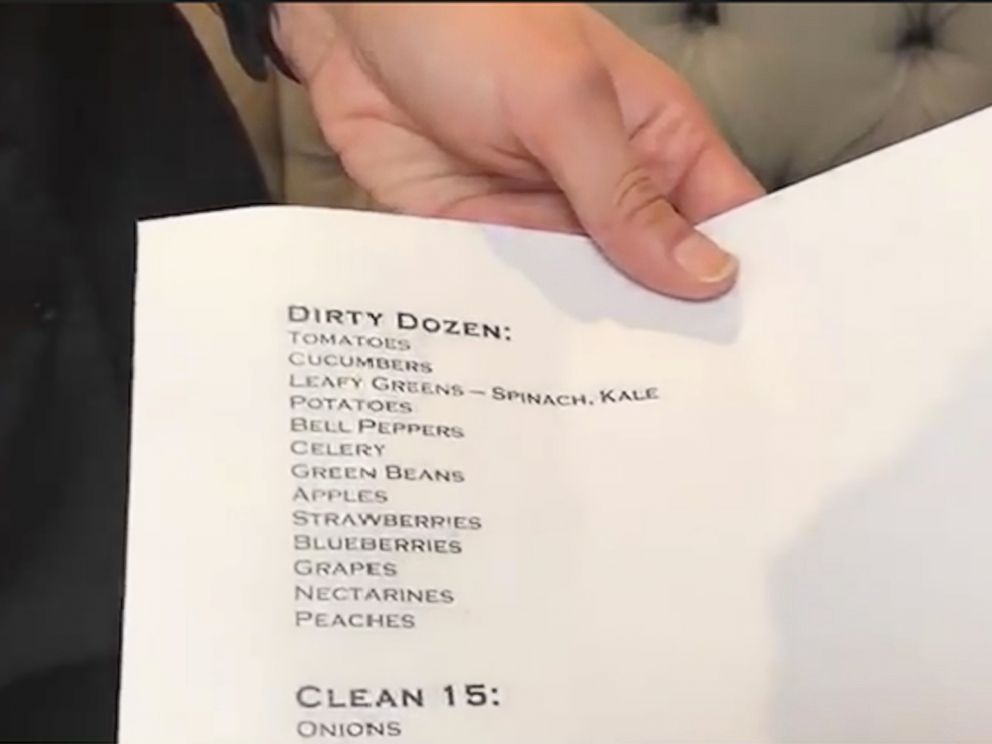 DIRTY DOZEN:
TOMATOES
CUCUMBERS
LEAFY GREENS – SPINACH, KALE
POTATOES
BELL PEPPERS
CELERY
GREEN BEANS
APPLES
STRAWBERRIES
BLUEBERRIES
GRAPES
NECTARINES
PEACHES
CLEAN 15:
ONIONS